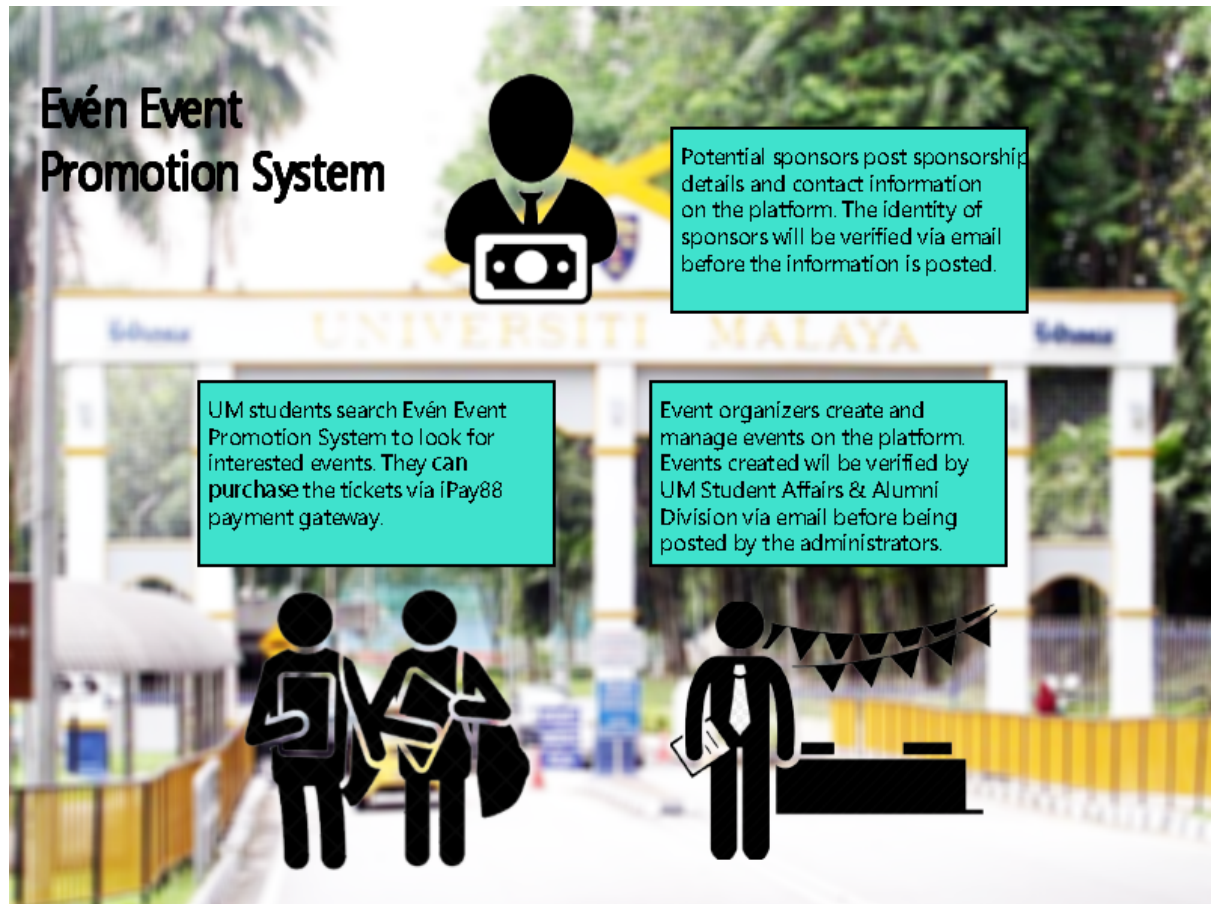 Evén Event
Promotion System
Potential sponsors post sponsorship
details and contact information
on the platform. The identity of
sponsors will be verified via email
before the information is posted.
UNIVERSITI MALAYA
UM students search Evén Event
Promotion System to look for
interested events. They can
purchase the tickets via iPay88
payment gateway.
Event organizers create and
manage events on the platform.
Events created wil be verified by
UM Student Affairs & Alumni
Division via email before being
posted by the administrators.